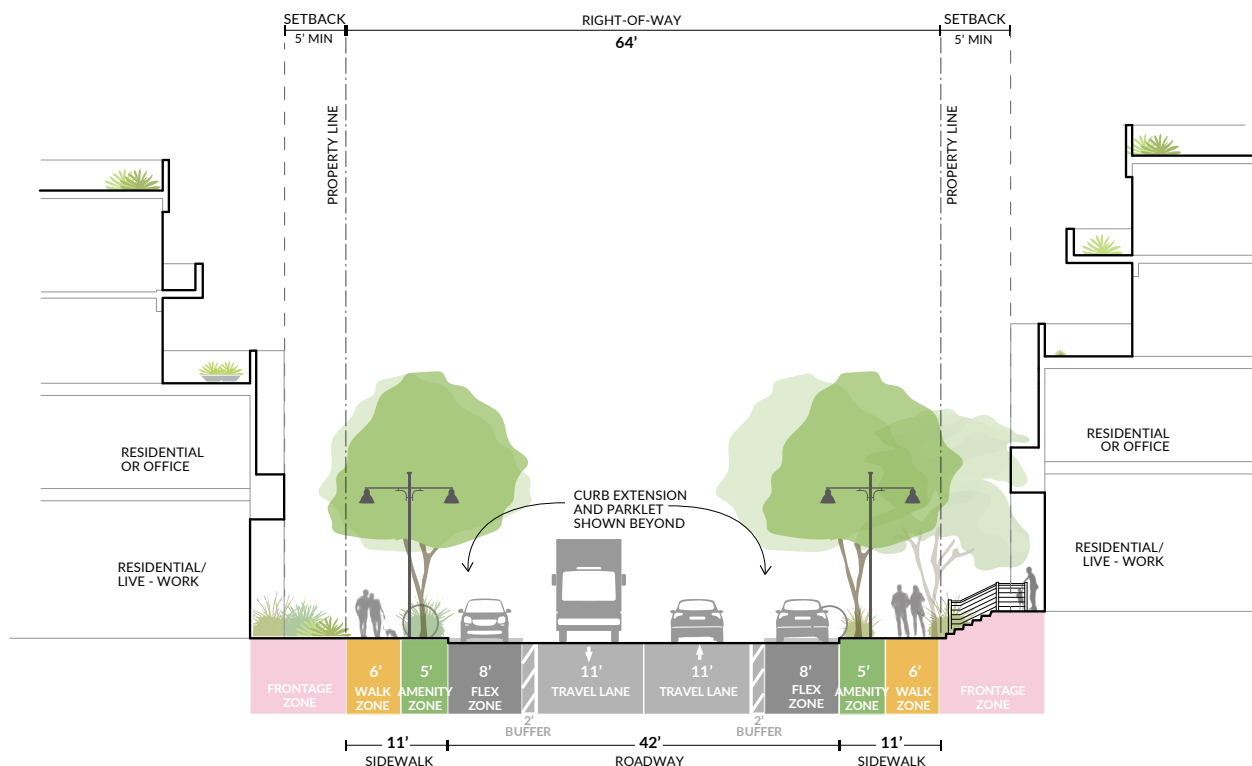 SETBACK
5' MIN
RIGHT-OF-WAY
64'
SETBACK
5' MIN
PROPERTY LINE
PROPERTY LINE
RESIDENTIAL
OR OFFICE
RESIDENTIAL/
LIVE - WORK
CURB EXTENSION
AND PARKLET
SHOWN BEYOND
RESIDENTIAL
OR OFFICE
RESIDENTIAL/
LIVE - WORK
FRONTAGE
ZONE
6'
WALK
ZONE
5'
AMENITY
ZONE
8'
FLEX
ZONE
2'
BUFFER
11'
TRAVEL LANE
11'
TRAVEL LANE
2'
BUFFER
8'
FLEX
ZONE
5'
AMENITY
ZONE
6'
WALK
ZONE
FRONTAGE
ZONE
11'
SIDEWALK
42'
ROADWAY
11'
SIDEWALK